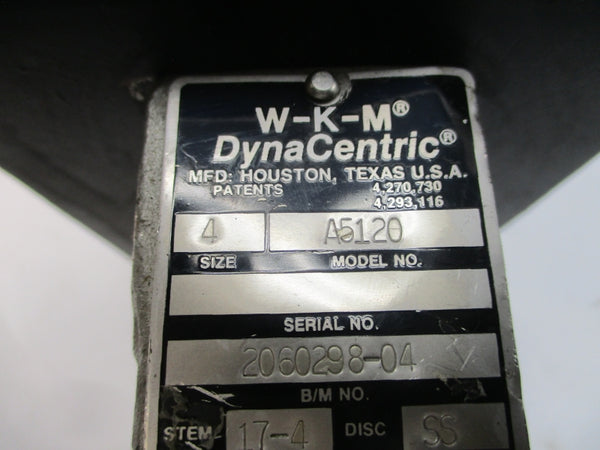 W-K-M®
DynaCentric®
MFD: HOUSTON, TEXAS U.S.A.
PATENTS 4,270,730
4,293,116
4 A5120
SIZE MODEL NO.
SERIAL NO.
2060298-04
B/M NO.
STEM 17-4 DISC SS